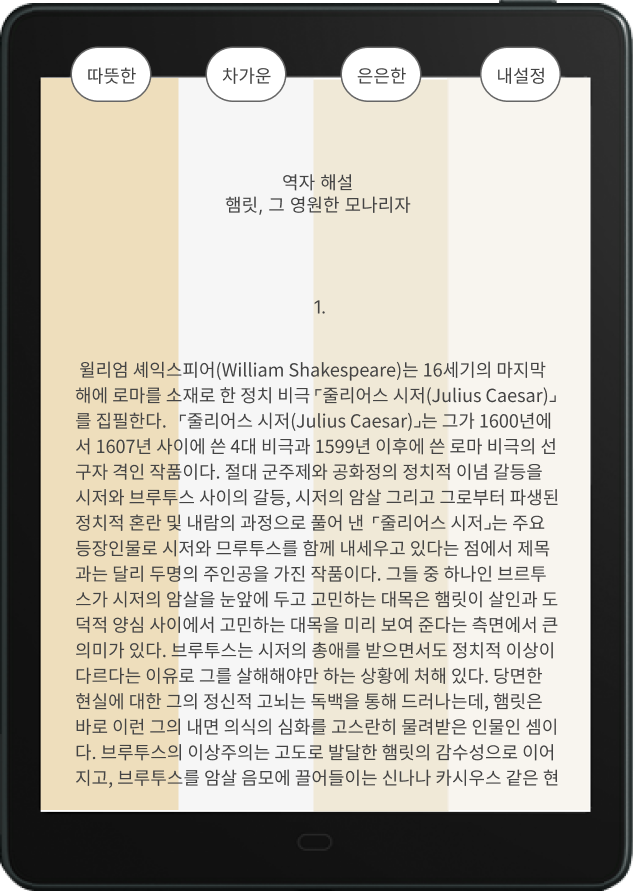 따뜻한 차가운 은은한 내설정
역자 해설
햄릿, 그 영원한 모나리자
1.
윌리엄 셰익스피어(William Shakespeare)는 16세기의 마지막
해에 로마를 소재로 한 정치 비극 ｢줄리어스 시저(Julius Caesar)｣
를 집필한다. ｢줄리어스 시저(Julius Caesar)｣는 그가 1600년에
서 1607년 사이에 쓴 4대 비극과 1599년 이후에 쓴 로마 비극의 선
구자 격인 작품이다. 절대 군주제와 공화정의 정치적 이념 갈등을
시저와 브루투스 사이의 갈등, 시저의 암살 그리고 그로부터 파생된
정치적 혼란 및 내람의 과정으로 풀어 낸 ｢줄리어스 시저｣는 주요
등장인물로 시저와 므루투스를 함께 내세우고 있다는 점에서 제목
과는 달리 두명의 주인공을 가진 작품이다. 그들 중 하나인 브르투
스가 시저의 암살을 눈앞에 두고 고민하는 대목은 햄릿이 살인과 도
덕적 양심 사이에서 고민하는 대목을 미리 보여 준다는 측면에서 큰
의미가 있다. 브루투스는 시저의 총애를 받으면서도 정치적 이상이
다르다는 이유로 그를 살해해야만 하는 상황에 처해 있다. 당면한
현실에 대한 그의 정신적 고뇌는 독백을 통해 드러나는데, 햄릿은
바로 이런 그의 내면 의식의 심화를 고스란히 물려받은 인물인 셈이
다. 브루투스의 이상주의는 고도로 발달한 햄릿의 감수성으로 이어
지고, 브루투스를 암살 음모에 끌어들이는 신나나 카시우스 같은 현